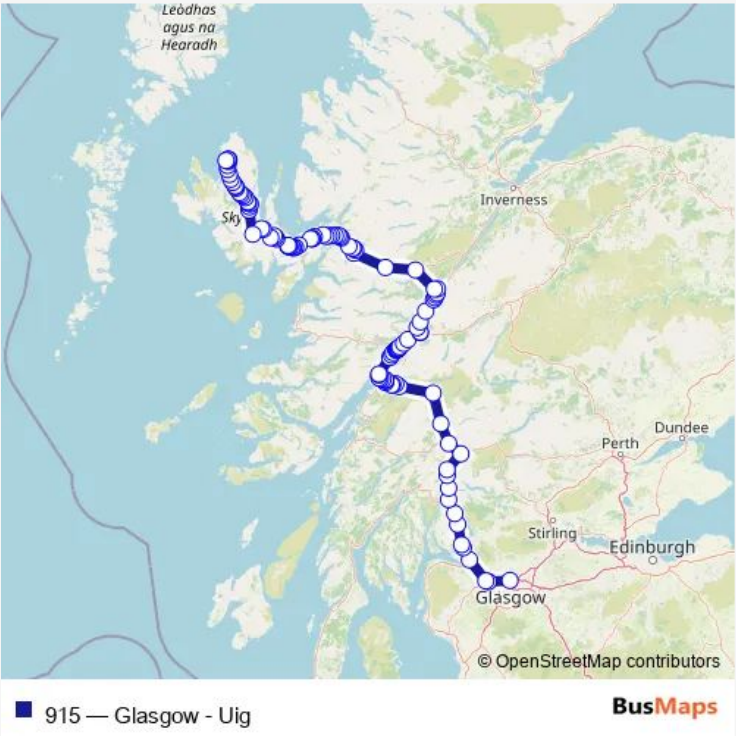 Leòdhas
agus na
Hearadh
Inverness
Sky
Dundee
Perth
Stirling
Edinburgh
Glasgow
© OpenStreetMap contributors
915 — Glasgow - Uig
BusMaps